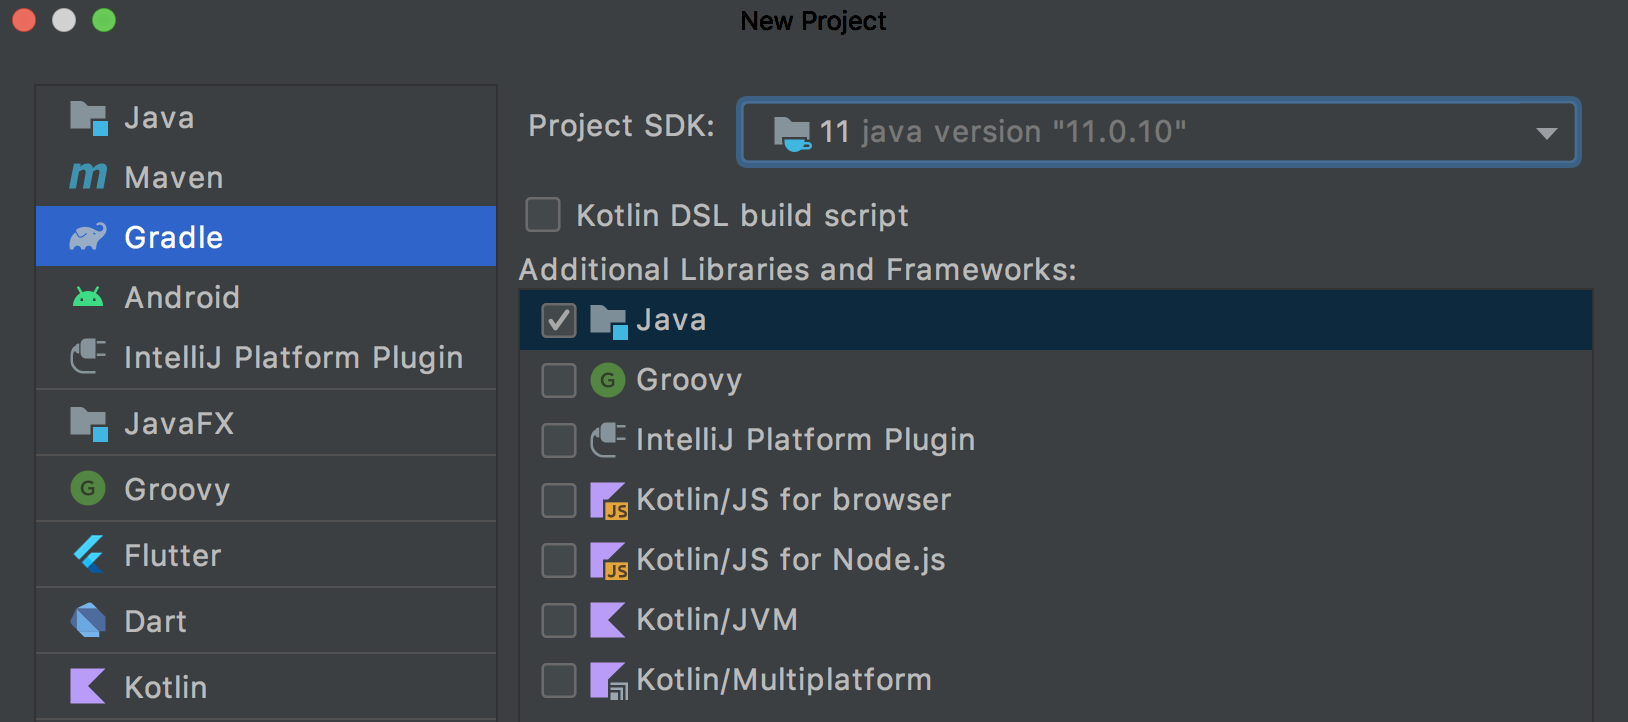 New Project
Java
Maven
Gradle
Android
IntelliJ Platform Plugin
JavaFX
G Groovy
Flutter
Dart
Kotlin
Project SDK: 11 java version "11.0.10"
Kotlin DSL build script
Additional Libraries and Frameworks:
Java
G Groovy
IntelliJ Platform Plugin
JS Kotlin/JS for browser
JS Kotlin/JS for Node.js
Kotlin/JVM
Kotlin/Multiplatform